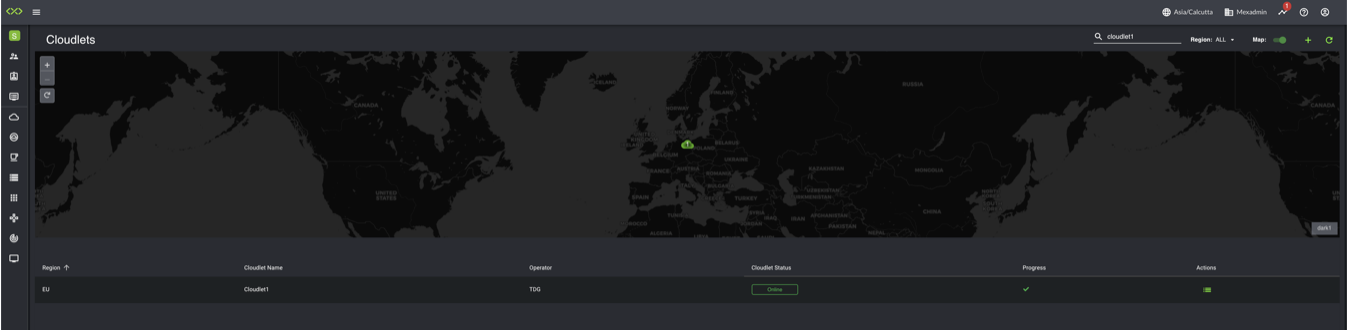 Asia/Calcutta
Mexadmin
1
S
Cloudlets
cloudlet1
Region: ALL
Map:
ICELAND
RUSSIA
CANADA
CANADA
FINLAND
NORWAY
UNITED
KINGDOM
BELARUS
POLAND
UKRAINE
KAZAKHSTAN
MONGOLIA
FRANCE
AUSTRIA
ROMANIA
UZBEKISTAN
UNITED
STATES
SPAIN
TURKEY
CHINA
SYRIA
IRAQ
IRAN
AFGHANISTAN
PAKISTAN
ALGERIA
dark1
Region
Cloudlet Name
Operator
Cloudlet Status
Progress
Actions
EU
Cloudlet1
TDG
Online